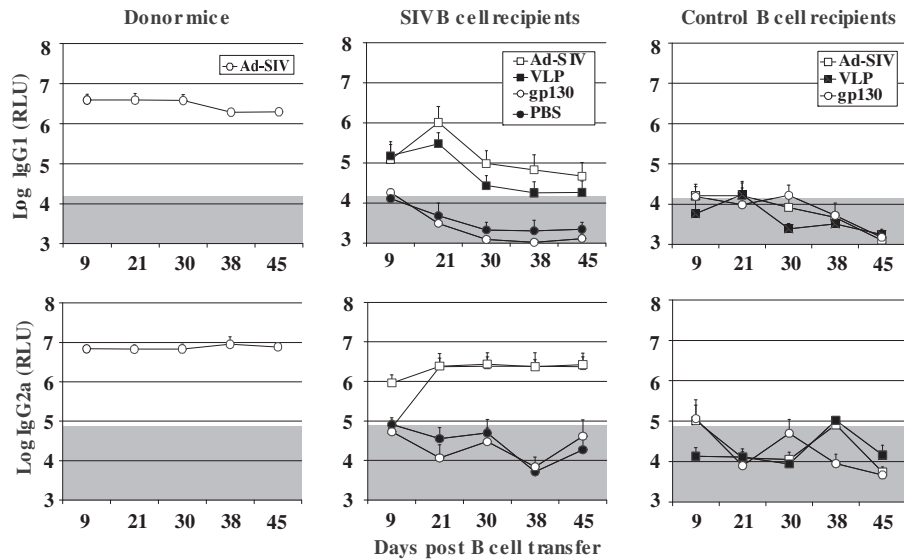 Donor mice
SIV B cell recipients
Control B cell recipients
Log IgG1 (RLU)
8
7
6
5
4
3
Ad-SIV
9 21 30 38 45
8
7
6
5
4
3
Ad-SIV
VLP
gp130
PBS
9 21 30 38 45
8
7
6
5
4
3
Ad-SIV
VLP
gp130
9 21 30 38 45
Log IgG2a (RLU)
8
7
6
5
4
3
9 21 30 38 45
8
7
6
5
4
3
9 21 30 38 45
8
7
6
5
4
3
9 21 30 38 45
Days post B cell transfer